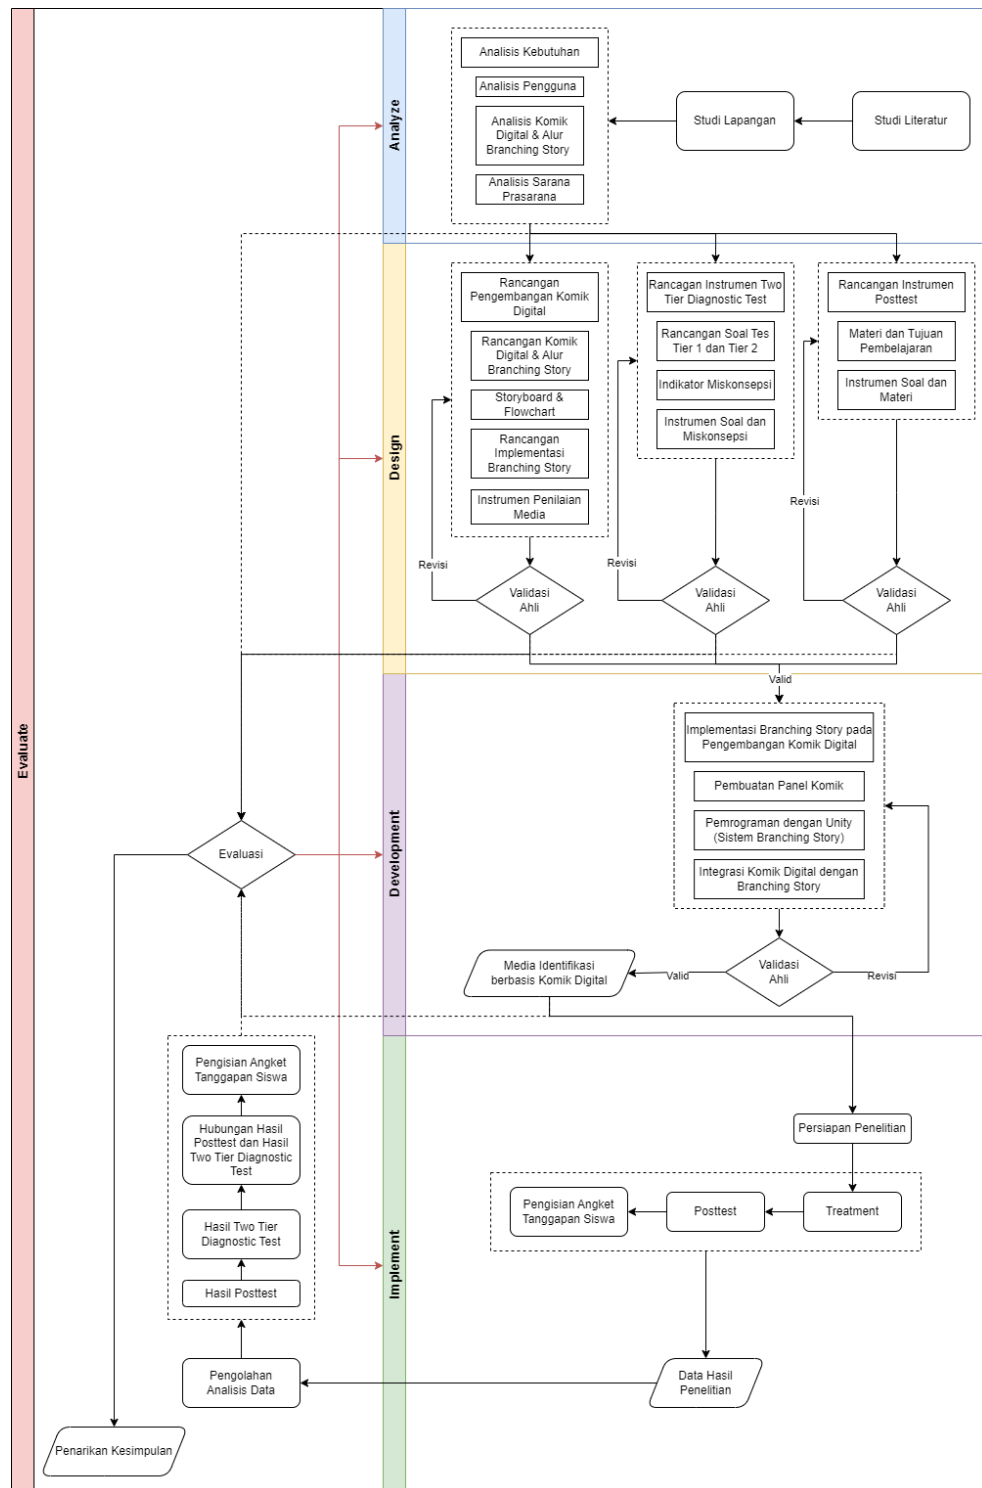 Evaluate
Analyze
Analisis Kebutuhan
Analisis Pengguna
Analisis Komik
Digital & Alur
Branching Story
Analisis Sarana
Prasarana
Studi Lapangan
Studi Literatur
Design
Rancangan
Pengembangan Komik
Digital
Rancangan Komik
Digital & Alur
Branching Story
Storyboard &
Flowchart
Rancangan
Implementasi
Branching Story
Instrumen Penilaian
Media
Revisi
Validasi
Ahli
Rancagan Instrumen Two
Tier Diagnostic Test
Rancangan Soal Tes
Tier 1 dan Tier 2
Indikator Miskonsepsi
Instrumen Soal dan
Miskonsepsi
Revisi
Validasi
Ahli
Rancangan Instrumen
Posttest
Materi dan Tujuan
Pembelajaran
Instrumen Soal dan
Materi
Revisi
Validasi
Ahli
Valid
Development
Implementasi Branching Story pada
Pengembangan Komik Digital
Pembuatan Panel Komik
Pemrograman dengan Unity
(Sistem Branching Story)
Integrasi Komik Digital dengan
Branching Story
Validasi
Ahli
Revisi
Valid
Media Identifikasi
berbasis Komik Digital
Evaluasi
Implement
Persiapan Penelitian
Treatment
Posttest
Pengisian Angket
Tanggapan Siswa
Data Hasil
Penelitian
Pengolahan
Analisis Data
Pengisian Angket
Tanggapan Siswa
Hubungan Hasil
Posttest dan Hasil
Two Tier Diagnostic
Test
Hasil Two Tier
Diagnostic Test
Hasil Posttest
Penarikan Kesimpulan